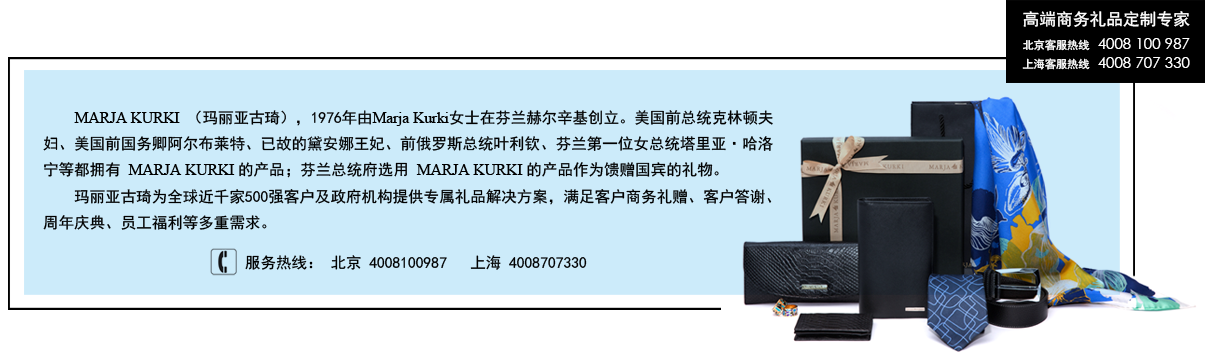 高端商务礼品定制专家
北京客服热线 4008 100 987
上海客服热线 4008 707 330
MARJA KURKI （玛丽亚古琦），1976年由Marja Kurki女士在芬兰赫尔辛基创立。美国前总统克林顿夫
妇、美国前国务卿阿尔布莱特、已故的黛安娜王妃、前俄罗斯总统叶利钦、芬兰第一位女总统塔里亚·哈洛
宁等都拥有 MARJA KURKI 的产品；芬兰总统府选用 MARJA KURKI 的产品作为馈赠国宾的礼物。
玛丽亚古琦为全球近千家500强客户及政府机构提供专属礼品解决方案，满足客户商务礼赠、客户答谢、
周年庆典、员工福利等多重需求。
服务热线： 北京 4008100987 上海 4008707330
KURKI MARJA
MARJA